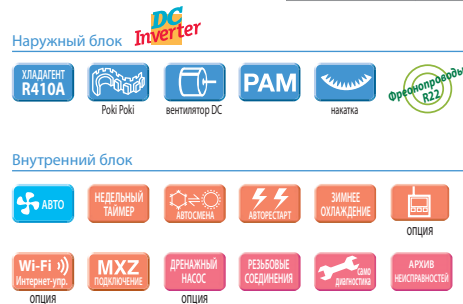 Наружный блок
DC
Inverter
ХЛАДАГЕНТ
R410A
PAM
Фреонопроводы
R22
Poki Poki
вентилятор DC
накатка
Внутренний блок
АВТО
НЕДЕЛЬНЫЙ
ТАЙМЕР
АВТОСМЕНА
АВТОРЕСТАРТ
ЗИМНЕЕ
ОХЛАЖДЕНИЕ
опция
Wi-Fi
Интернет-упр.
MXZ
ПОДКЛЮЧЕНИЕ
ДРЕНАЖНЫЙ
НАСОС
РЕЗЬБОВЫЕ
СОЕДИНЕНИЯ
само
диагностика
АРХИВ
НЕИСПРАВНОСТЕЙ
опция
опция